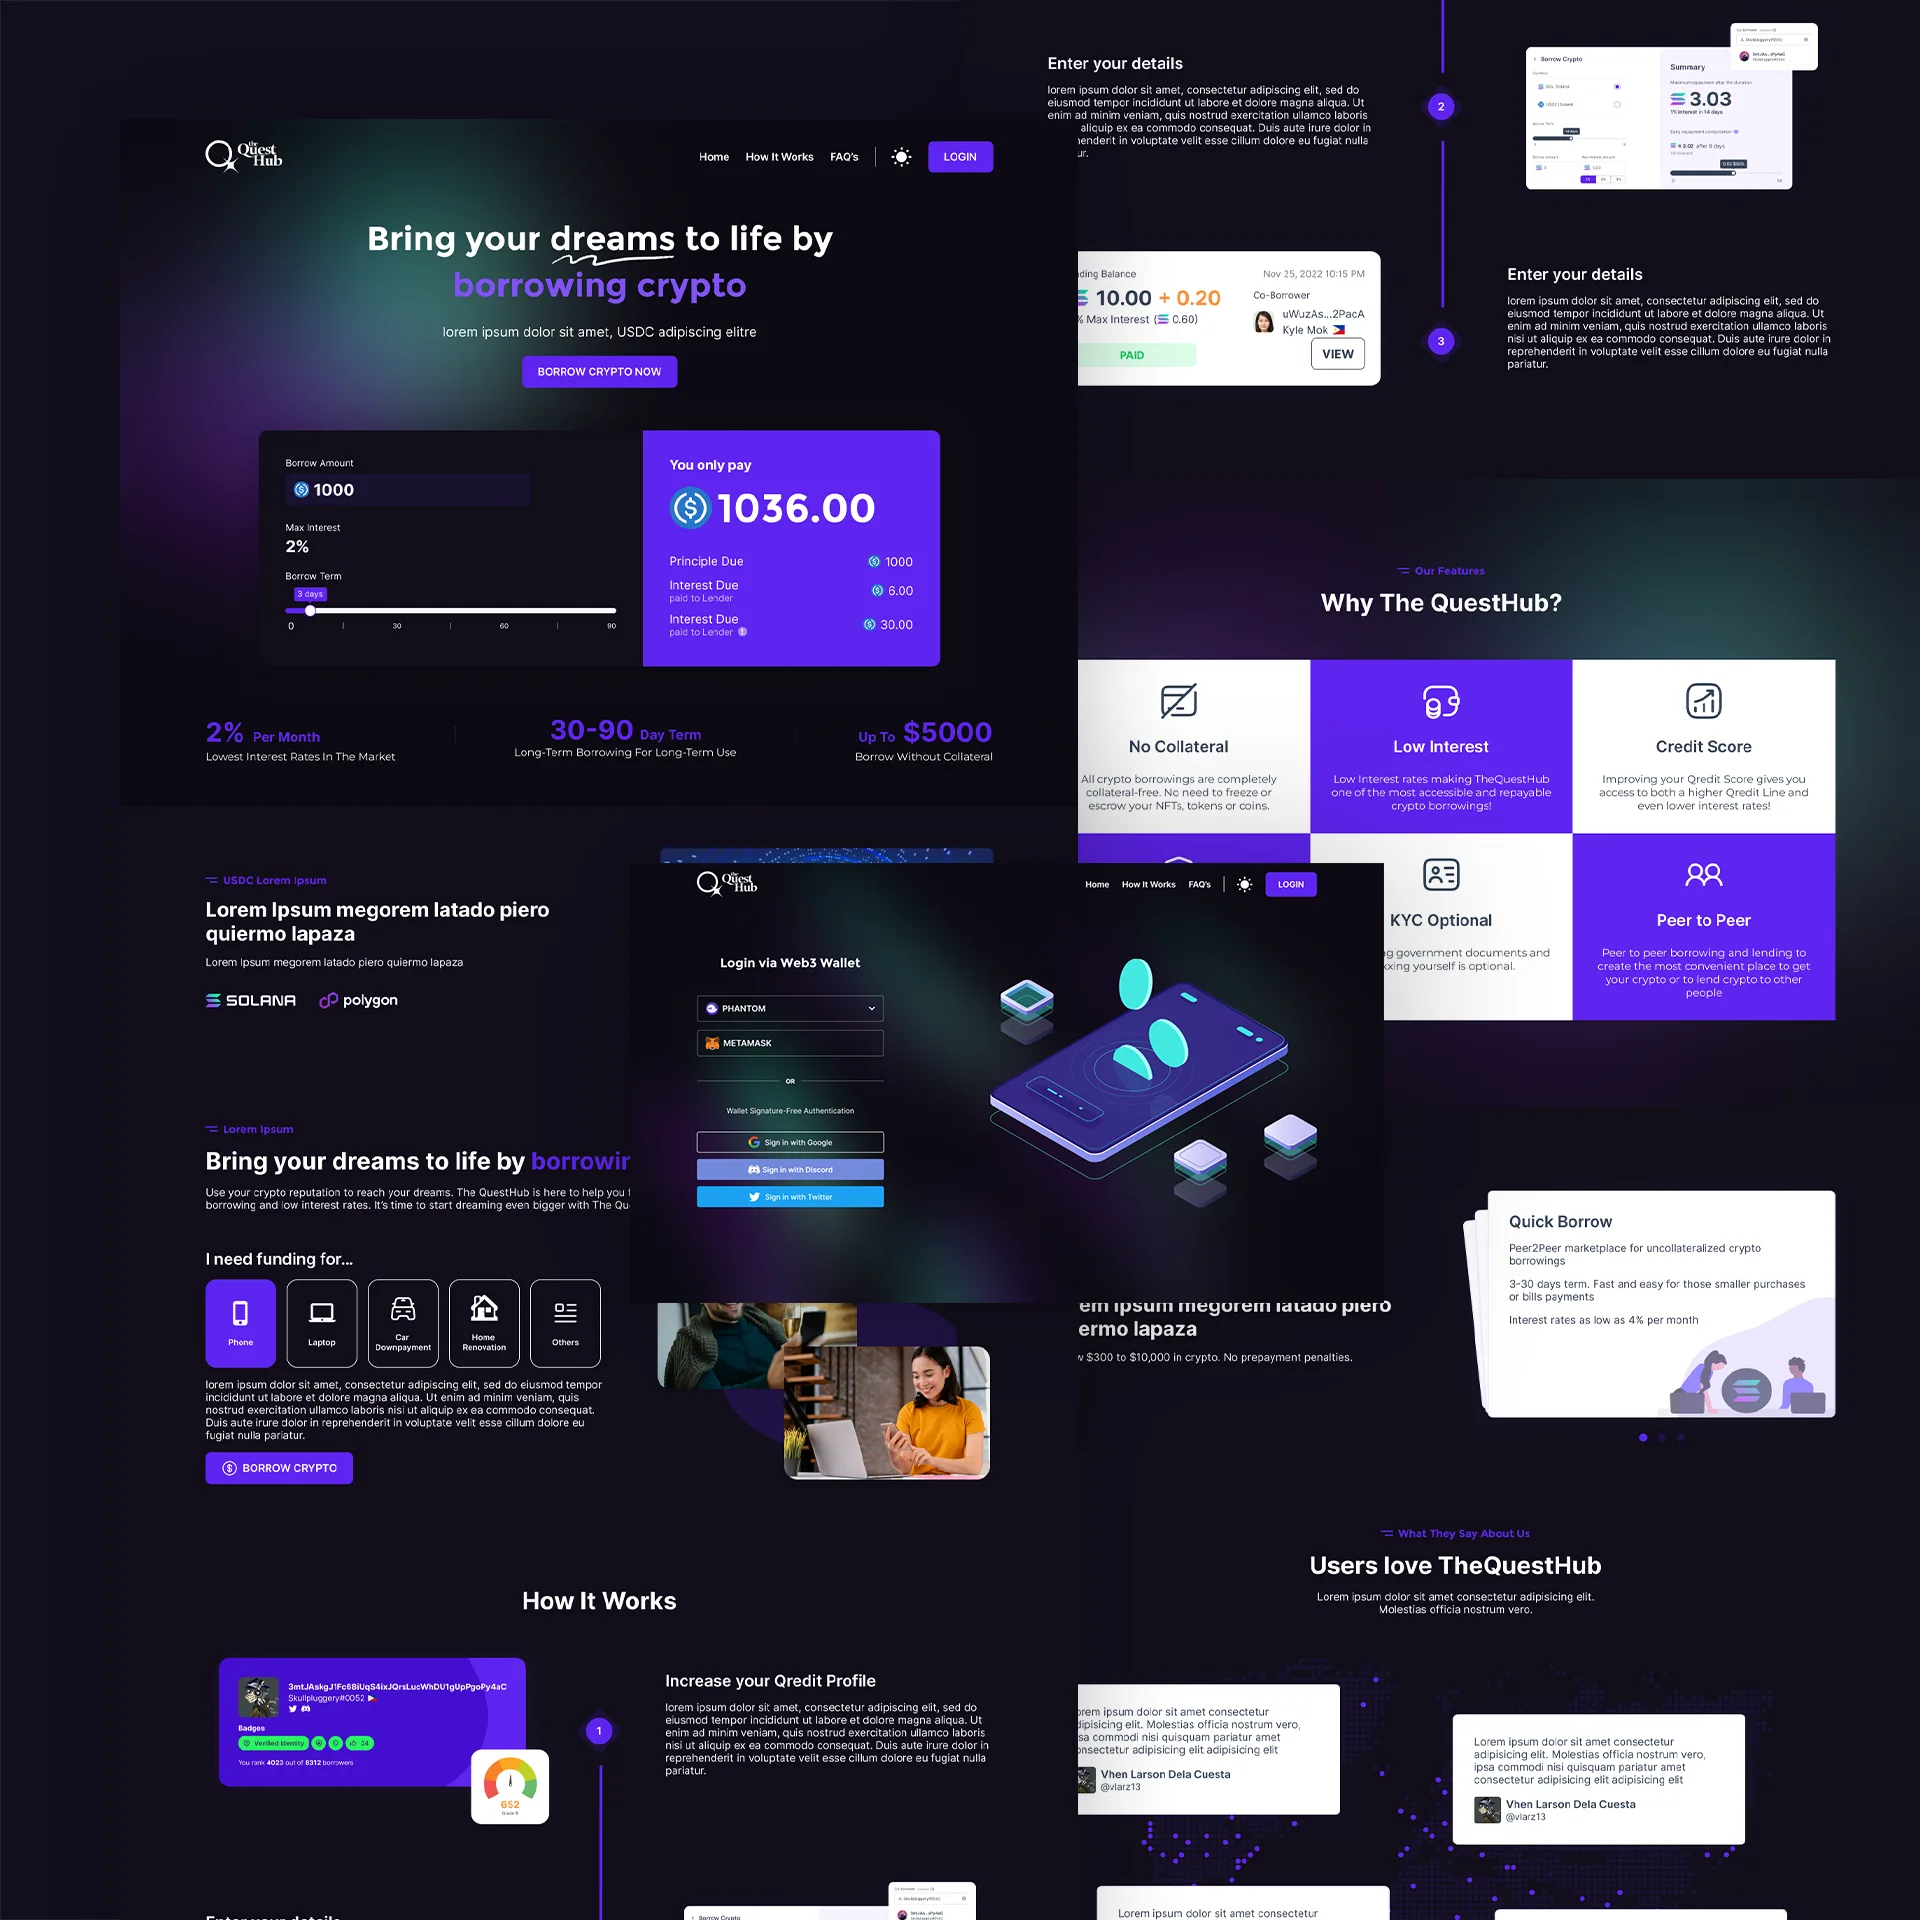 the Quest Hub
Home How It Works FAQ's LOGIN
Bring your dreams to life by
borrowing crypto
lorem ipsum dolor sit amet, USDC adipiscing elitre
BORROW CRYPTO NOW
Borrow Amount
1000
Max Interest
2%
Borrow Term
3 days
0 30 60 90
You only pay
1036.00
Principle Due 1000
Interest Due 6.00
paid to Lender
Interest Due 30.00
paid to Lender
2% Per Month
Lowest Interest Rates In The Market
30-90 Day Term
Long-Term Borrowing For Long-Term Use
Up To $5000
Borrow Without Collateral
USDC Lorem Ipsum
Lorem Ipsum megorem latado piero
quiermo lapaza
Lorem Ipsum megorem latado piero quiermo lapaza
SOLANA polygon
Lorem Ipsum
Bring your dreams to life by borrowin
Use your crypto reputation to reach your dreams. The QuestHub is here to help you
borrowing and low interest rates. It's time to start dreaming even bigger with The Qu
I need funding for...
Phone
Laptop
Car
Downpayment
Home
Renovation
Others
lorem ipsum dolor sit amet, consectetur adipiscing elit, sed do eiusmod tempor
incididunt ut labore et dolore magna aliqua. Ut enim ad minim veniam, quis
nostrud exercitation ullamco laboris nisi ut aliquip ex ea commodo consequat.
Duis aute irure dolor in reprehenderit in voluptate velit esse cillum dolore eu
fugiat nulla pariatur.
BORROW CRYPTO
How It Works
3mtJAskgJ1Fc68iUqS4ixJQrsLucWhDU1gUpPgoPy4aC
Skullpluggery#0052
Badges
Verified Identity 24
You rank 4023 out of 8312 borrowers
652
1
Increase your Qredit Profile
lorem ipsum dolor sit amet, consectetur adipiscing elit, sed do
eiusmod tempor incididunt ut labore et dolore magna aliqua. Ut
enim ad minim veniam, quis nostrud exercitation ullamco laboris
nisi ut aliquip ex ea commodo consequat. Duis aute irure dolor in
reprehenderit in voluptate velit esse cillum dolore eu fugiat nulla
pariatur.
Borrow Crypto
the Quest Hub
Home How It Works FAQ's LOGIN
Login via Web3 Wallet
PHANTOM
METAMASK
OR
Wallet Signature-Free Authentication
Sign in with Google
Sign in with Discord
Sign in with Twitter
Enter your details
lorem ipsum dolor sit amet, consectetur adipiscing elit, sed do
eiusmod tempor incididunt ut labore et dolore magna aliqua. Ut
enim ad minim veniam, quis nostrud exercitation ullamco laboris
aliquip ex ea commodo consequat. Duis aute irure dolor in
rehenderit in voluptate velit esse cillum dolore eu fugiat nulla
ur.
2
Borrow Crypto
Summary
Maximum repayment after the duration
3.03
1% Interest in 14 days
Early repayment computation
3.02 after 8 days
ding Balance
10.00 + 0.20
% Max Interest (0.60)
PAID
Nov 25, 2022 10:15 PM
Co-Borrower
uWuzAs...2PacA
Kyle Mok
VIEW
3
Enter your details
lorem ipsum dolor sit amet, consectetur adipiscing elit, sed do
eiusmod tempor incididunt ut labore et dolore magna aliqua. Ut
enim ad minim veniam, quis nostrud exercitation ullamco laboris
nisi ut aliquip ex ea commodo consequat. Duis aute irure dolor in
reprehenderit in voluptate velit esse cillum dolore eu fugiat nulla
pariatur.
Our Features
Why The QuestHub?
No Collateral
All crypto borrowings are completely
collateral-free. No need to freeze or
escrow your NFTs, tokens or coins.
Low Interest
Low Interest rates making TheQuestHub
one of the most accessible and repayable
crypto borrowings!
Credit Score
Improving your Qredit Score gives you
access to both a higher Qredit Line and
even lower interest rates!
KYC Optional
g government documents and
xing yourself is optional.
Peer to Peer
Peer to peer borrowing and lending to
create the most convenient place to get
your crypto or to lend crypto to other
people
em ipsum megorem latado piero
ermo lapaza
w $300 to $10,000 in crypto. No prepayment penalties.
Quick Borrow
Peer2Peer marketplace for uncollateralized crypto
borrowings
3-30 days term. Fast and easy for those smaller purchases
or bills payments
Interest rates as low as 4% per month
What They Say About Us
Users love TheQuestHub
Lorem ipsum dolor sit amet consectetur adipisicing elit.
Molestias officia nostrum vero.
orem ipsum dolor sit amet consectetur
dipisicing elit. Molestias officia nostrum vero,
sa commodi nisi quisquam pariatur amet
onsectetur adipisicing elit adipisicing elit
Vhen Larson Dela Cuesta
@vlarz13
Lorem ipsum dolor sit amet consectetur
adipisicing elit. Molestias officia nostrum vero,
ipsa commodi nisi quisquam pariatur amet
consectetur adipisicing elit adipisicing elit
Vhen Larson Dela Cuesta
@vlarz13
Lorem ipsum dolor sit amet consectetur